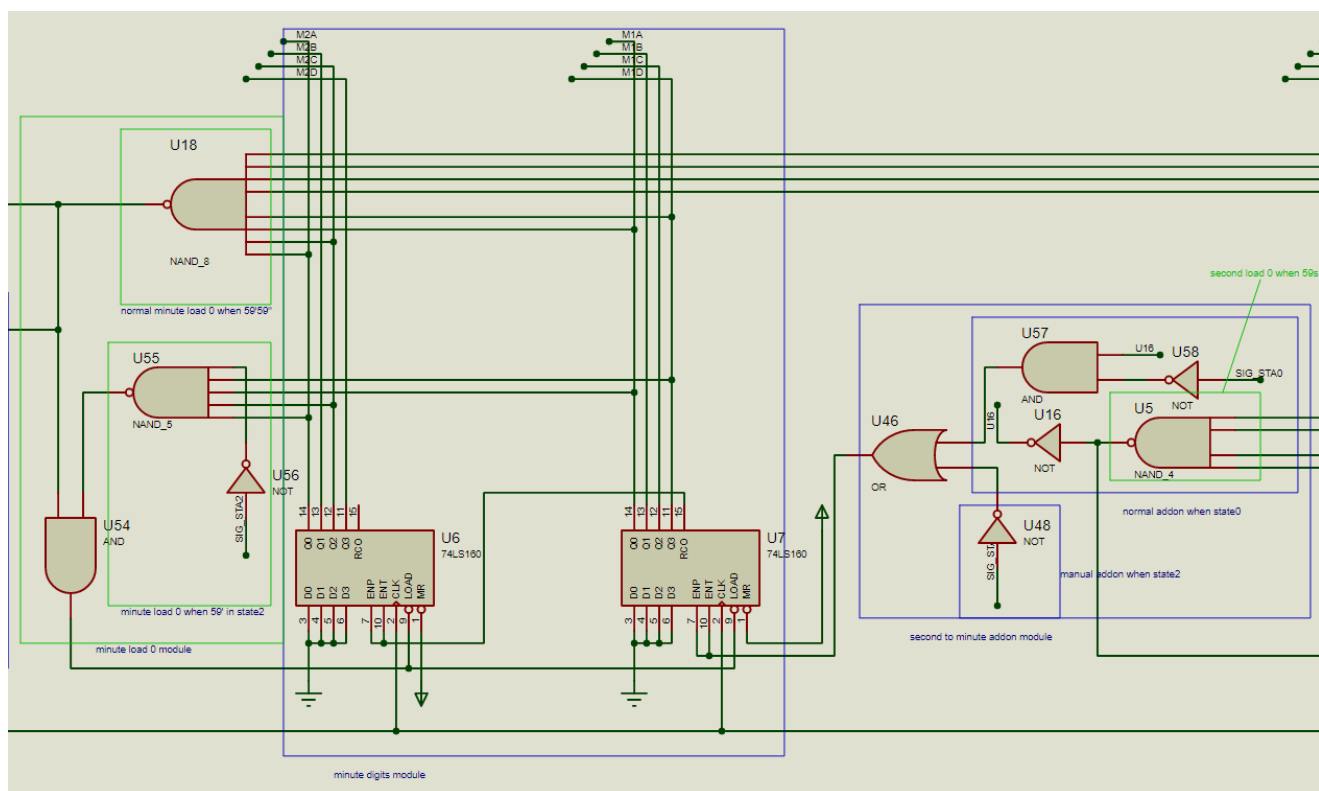 M2A
M2B
M2C
M2D
M1A
M1B
M1C
M1D
U18
NAND_8
normal minute load 0 when 59'59"
second load 0 when 59s
U55
NAND_5
U56
NOT
SIG_STA2
U54
AND
minute load 0 when 59' in state2
minute load 0 module
U57
AND
U16
U58
NOT
SIG_STA0
U16
U16
NOT
U5
NAND_4
U46
OR
normal addon when state0
U48
NOT
SIG_STA
manual addon when state2
second to minute addon module
14 13 12 11 15
Q0 Q1 Q2 Q3 RCO
D0 D1 D2 D3 ENP ENT CLK LOAD MR
3 4 5 6 7 10 2 9 1
U6
74LS160
14 13 12 11 15
Q0 Q1 Q2 Q3 RCO
D0 D1 D2 D3 ENP ENT CLK LOAD MR
3 4 5 6 7 10 2 9 1
U7
74LS160
minute digits module